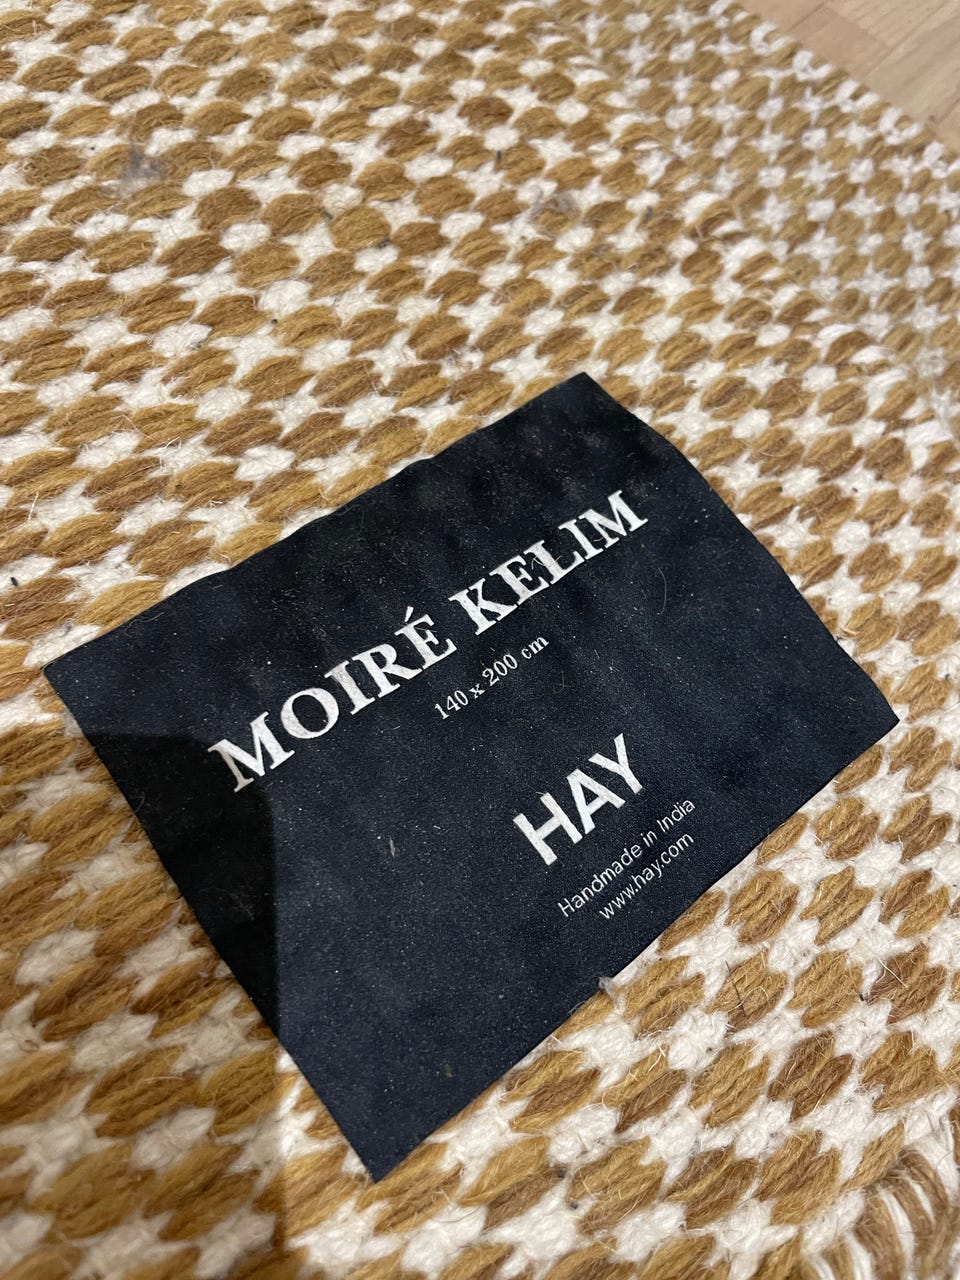 MOIRÉ KELIM
140 x 200 cm
HAY
Handmade in India
www.hay.com